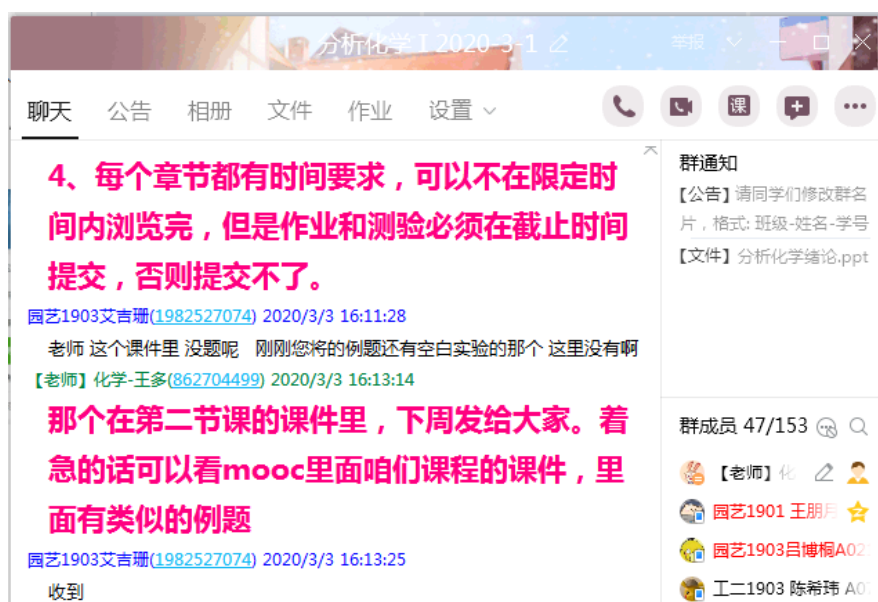 分析化学 I 2020-3-1
举报
聊天 公告 相册 文件 作业 设置
课
4、每个章节都有时间要求，可以不在限定时
间内浏览完，但是作业和测验必须在截止时间
提交，否则提交不了。
园艺1903艾吉珊(1982527074) 2020/3/3 16:11:28
老师 这个课件里 没题呢 刚刚您将的例题还有空白实验的那个 这里没有啊
【老师】化学-王多(862704499) 2020/3/3 16:13:14
那个在第二节课的课件里，下周发给大家。着
急的话可以看mooc里面咱们课程的课件，里
面有类似的例题
园艺1903艾吉珊(1982527074) 2020/3/3 16:13:25
收到
群通知
【公告】请同学们修改群名
片，格式: 班级-姓名-学号
【文件】分析化学绪论.ppt
群成员 47/153
【老师】化
园艺1901 王朋月
园艺1903吕博桐A02
工二1903 陈希玮 A0